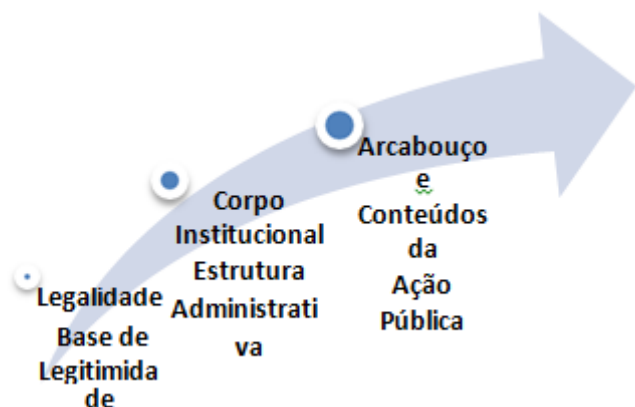 Legalidade
Base de
Legitimida
de
Corpo
Institucional
Estrutura
Administrati
va
Arcabouço
e
Conteúdos
da
Ação
Pública